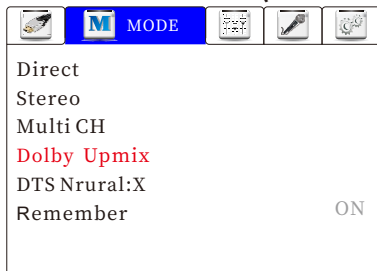 M MODE
Direct
Stereo
Multi CH
Dolby Upmix
DTS Nrural:X
Remember ON